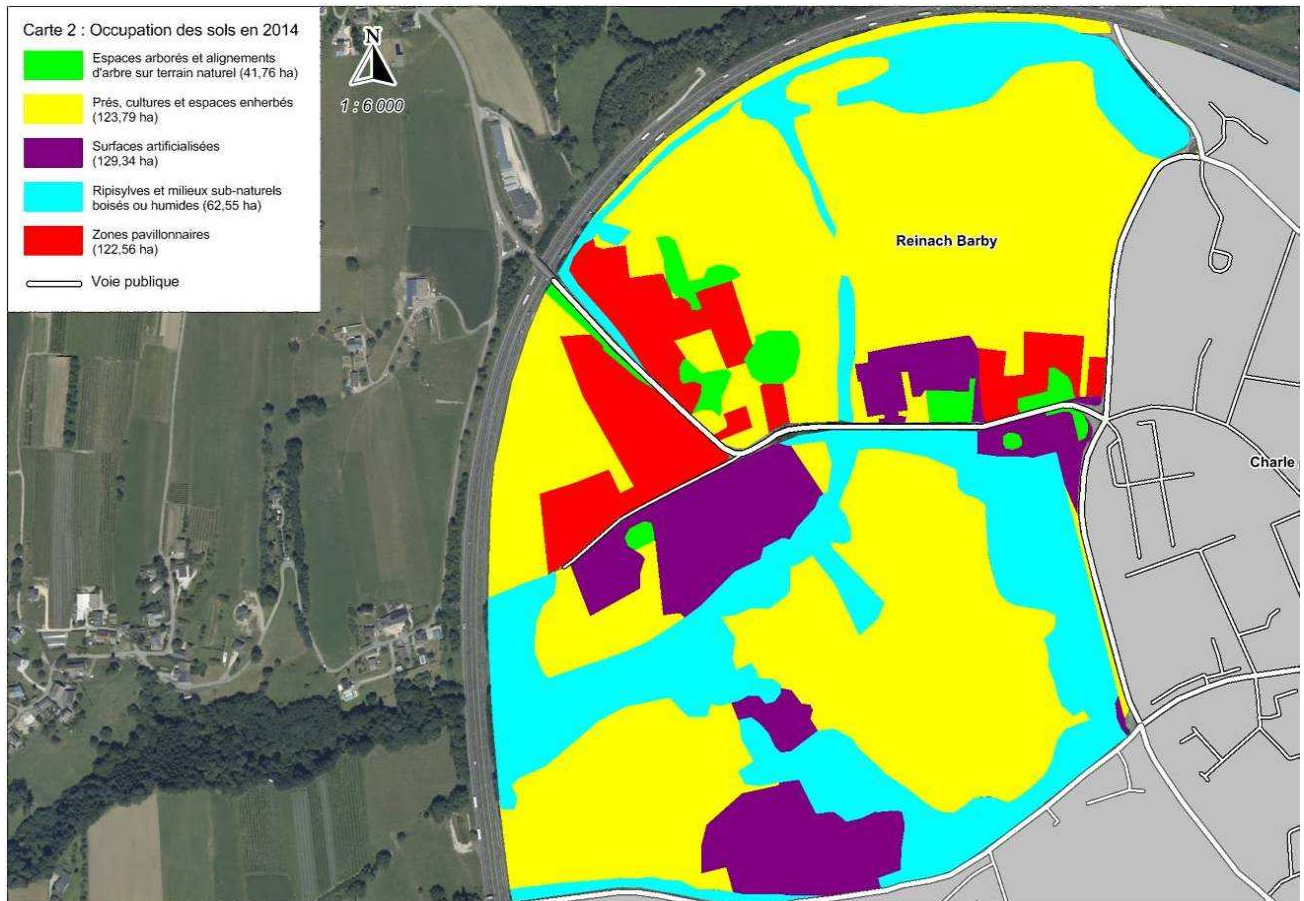 Carte 2 : Occupation des sols en 2014
Espaces arborés et alignements
d'arbre sur terrain naturel (41,76 ha)
Prés, cultures et espaces enherbés
(123,79 ha)
Surfaces artificialisées
(129,34 ha)
Ripisylves et milieux sub-naturels
boisés ou humides (62,55 ha)
Zones pavillonnaires
(122,56 ha)
Voie publique
N
1 : 6 000
Reinach Barby
Charle